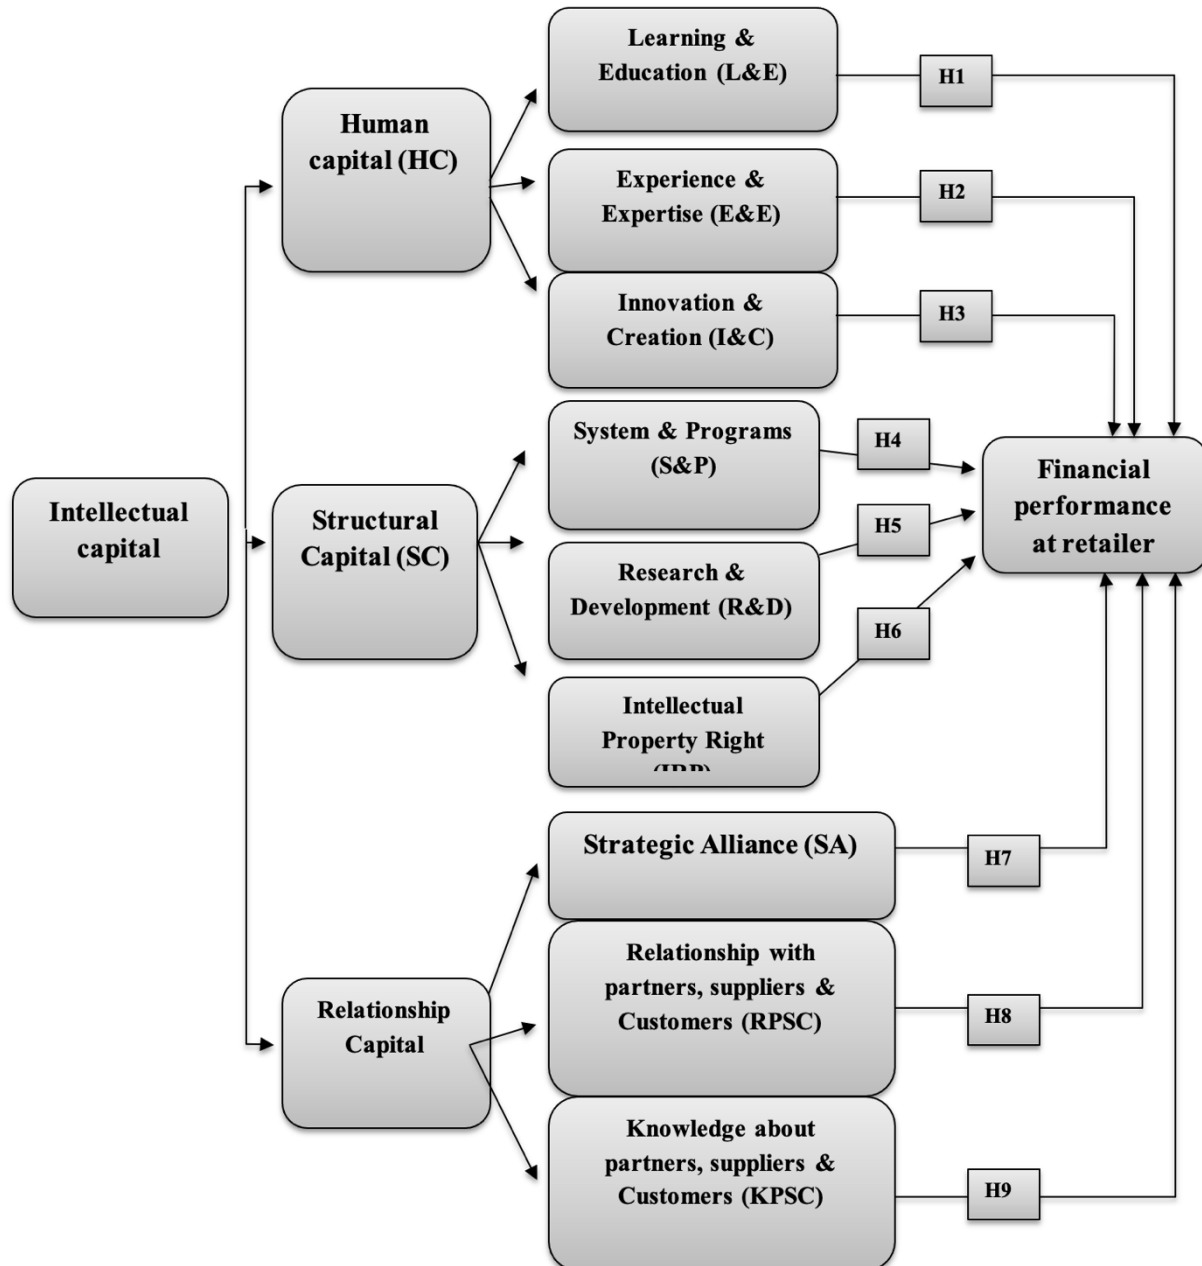 Learning &
Education (L&E)
H1
Human
capital (HC)
Experience &
Expertise (E&E)
H2
Innovation &
Creation (I&C)
H3
System & Programs
(S&P)
H4
Intellectual
capital
Structural
Capital (SC)
Financial
performance
at retailer
Research &
Development (R&D)
H5
Intellectual
Property Right
H6
Strategic Alliance (SA)
H7
Relationship
Capital
Relationship with
partners, suppliers &
Customers (RPSC)
H8
Knowledge about
partners, suppliers &
Customers (KPSC)
H9